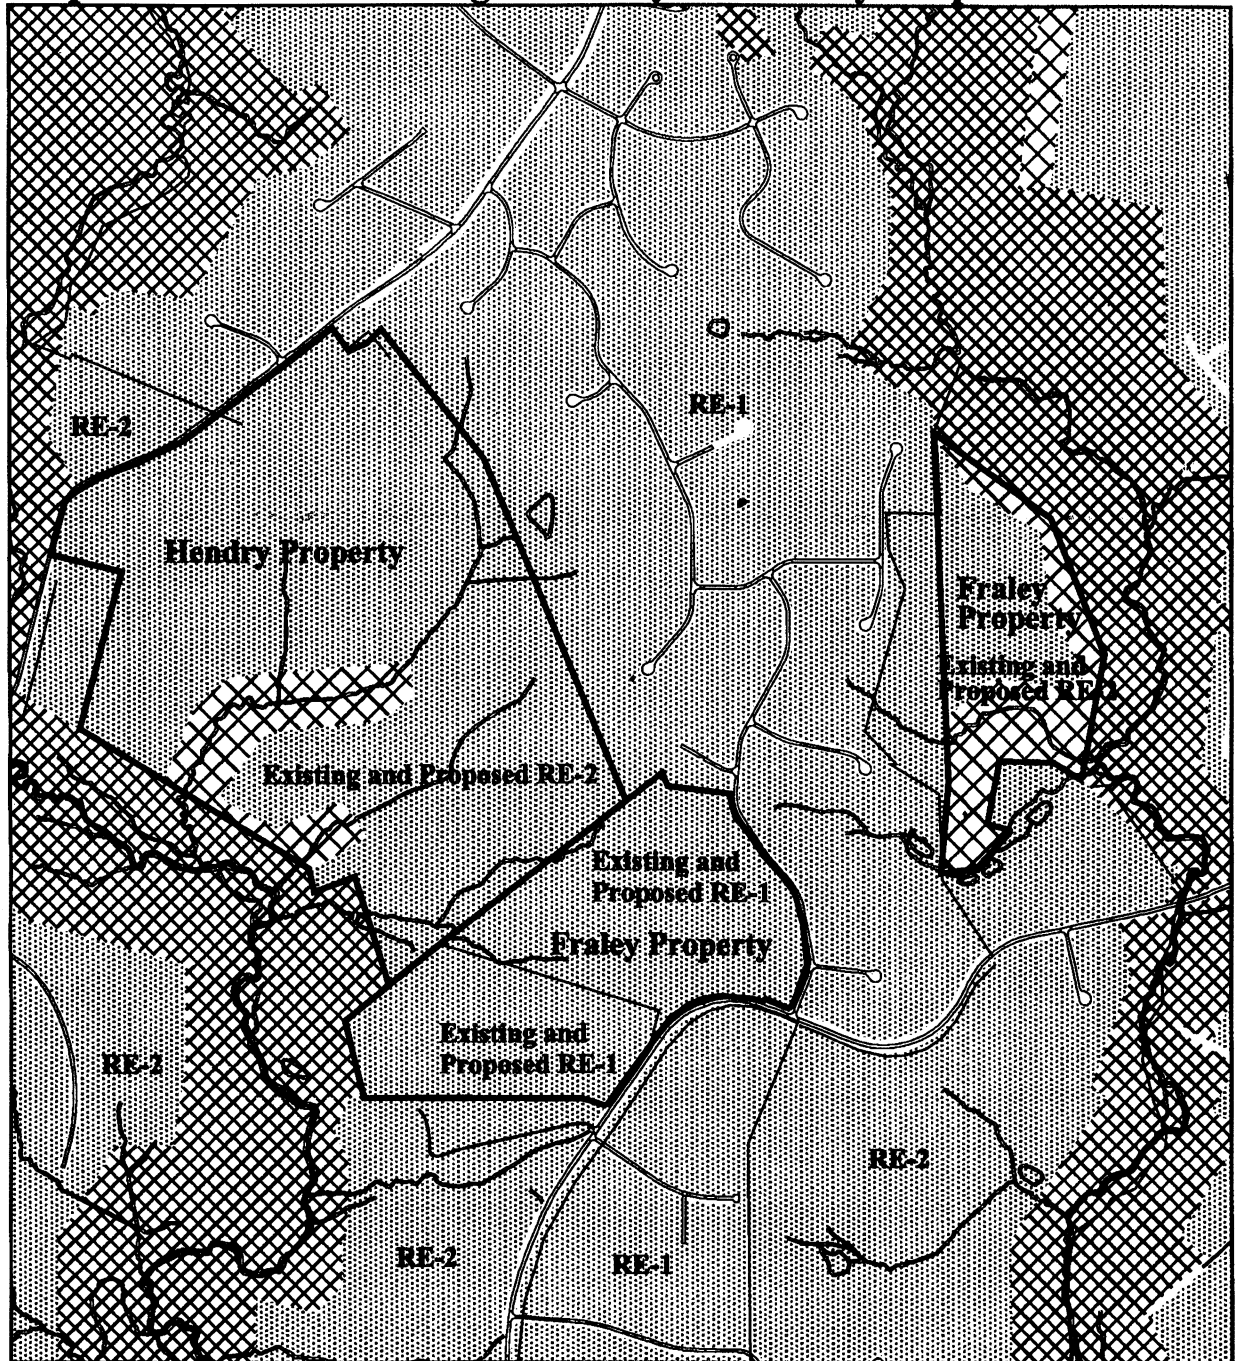 RE-1
RE-2
Hendry Property
Fraley
Property
Existing and
Proposed RE-2
Existing and Proposed RE-2
Existing and
Proposed RE-1
Fraley Property
Existing and
Proposed RE-1
RE-2
RE-2
RE-2
RE-1